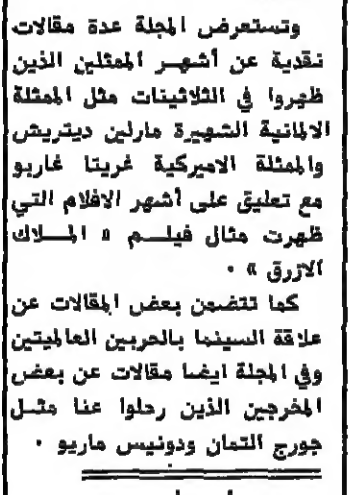 وتستعرض المجلة عدة مقالات
نقدية عن أشهر الممثلين الذين
ظهروا في الثلاثينات مثل الممثلة
الالمانية الشهيرة مارلين ديتريش
والممثلة الاميركية غريتا غاربو
مع تعليق على أشهر الافلام التي
ظهرت مثال فيلم « الملاك
الازرق » .
كما تتضمن بعض المقالات عن
علاقة السينما بالحربين العالميتين
وفي المجلة ايضا مقالات عن بعض
المخرجين الذين رحلوا عنا مثل
جورج التمان ودونيس ماريو .